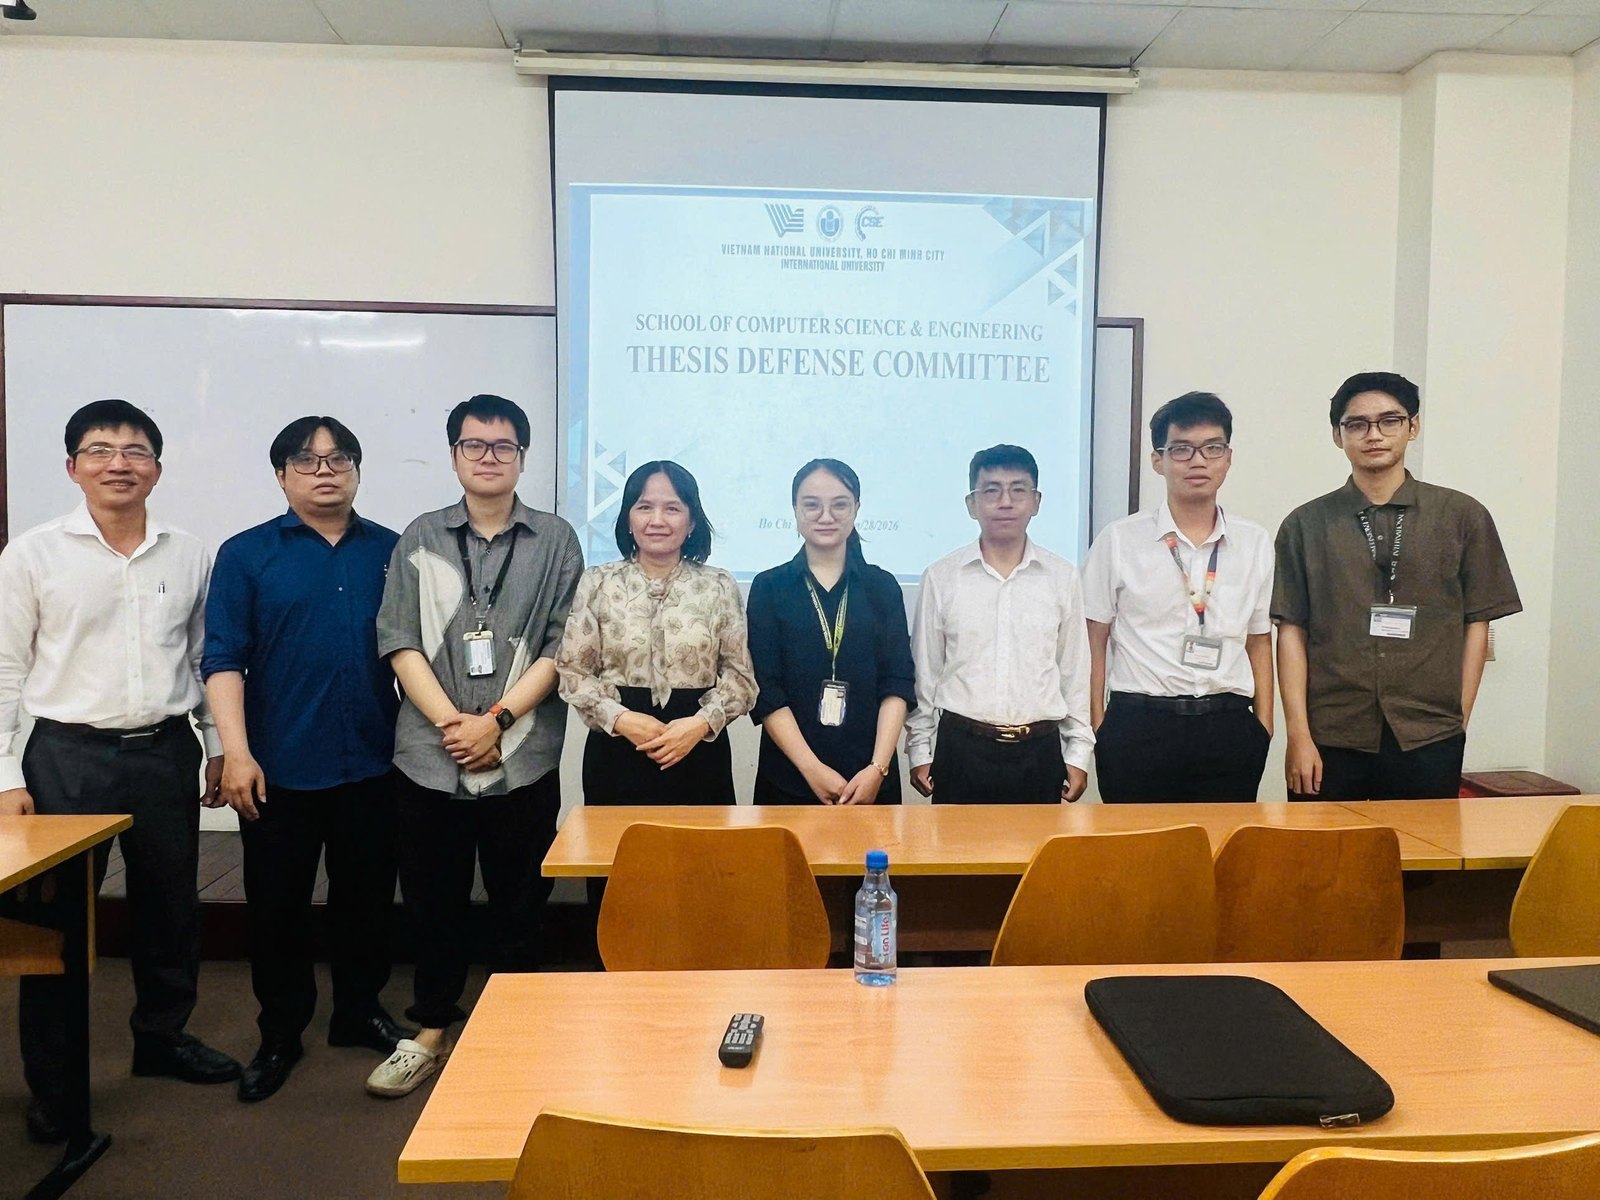 CSE
VIETNAM NATIONAL UNIVERSITY, HO CHI MINH CITY
INTERNATIONAL UNIVERSITY
SCHOOL OF COMPUTER SCIENCE & ENGINEERING
THESIS DEFENSE COMMITTEE
Ho Chi /28/2026